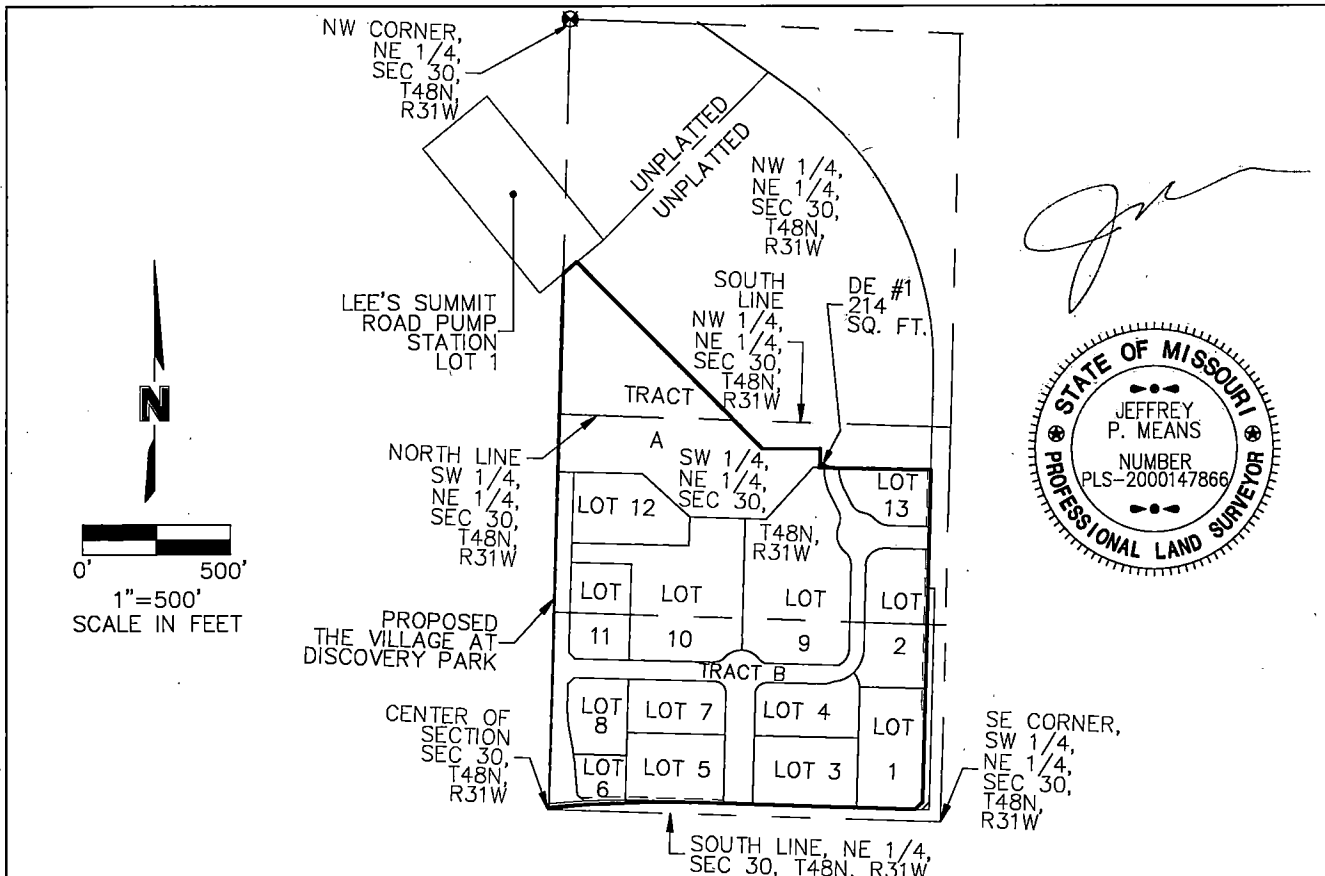 NW CORNER,
NE 1/4,
SEC 30,
T48N,
R31W
UNPLATTED
UNPLATTED
NW 1/4,
NE 1/4,
SEC 30,
T48N,
R31W
LEE'S SUMMIT
ROAD PUMP
STATION
LOT 1
SOUTH
LINE
NW 1/4,
NE 1/4,
SEC 30,
T48N,
R31W
DE #1
214
SQ. FT.
STATE OF MISSOURI
JEFFREY
P. MEANS
NUMBER
PLS-2000147866
PROFESSIONAL LAND SURVEYOR
N
0' 500'
1"=500'
SCALE IN FEET
TRACT
A
NORTH LINE
SW 1/4,
NE 1/4,
SEC 30,
T48N,
R31W
SW 1/4,
NE 1/4,
SEC 30,
T48N,
R31W
LOT
13
LOT 12
LOT
11
LOT
10
LOT
9
LOT
2
PROPOSED
THE VILLAGE AT
DISCOVERY PARK
TRACT B
LOT
8
LOT 7
LOT 4
LOT
1
LOT
6
LOT 5
LOT 3
CENTER OF
SECTION
SEC 30,
T48N,
R31W
SE CORNER,
SW 1/4,
NE 1/4,
SEC 30,
T48N,
R31W
SOUTH LINE, NE 1/4,
SEC 30, T48N, R31W